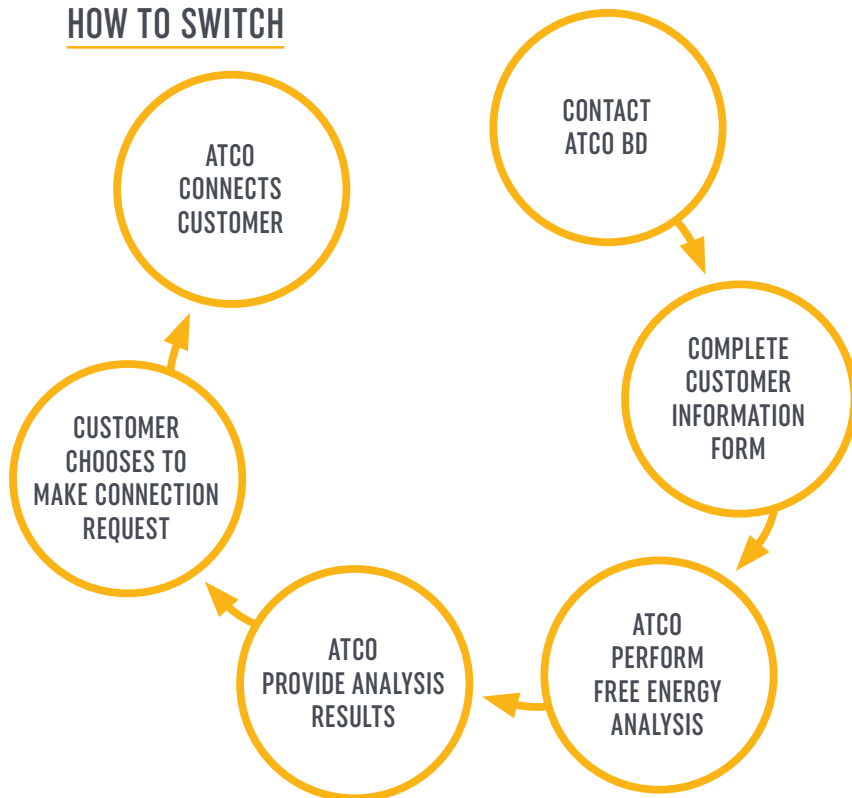 HOW TO SWITCH
CONTACT
ATCO BD
COMPLETE
CUSTOMER
INFORMATION
FORM
ATCO
PERFORM
FREE ENERGY
ANALYSIS
ATCO
PROVIDE ANALYSIS
RESULTS
CUSTOMER
CHOOSES TO
MAKE CONNECTION
REQUEST
ATCO
CONNECTS
CUSTOMER